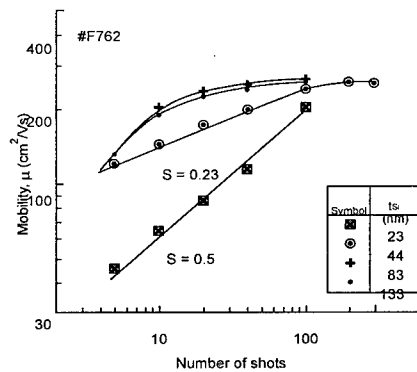 400
#F762
200
100
30
Mobility, μ (cm²/Vs)
S = 0.23
S = 0.5
Symbol
tsi
(nm)
23
44
83
133
10
100
Number of shots